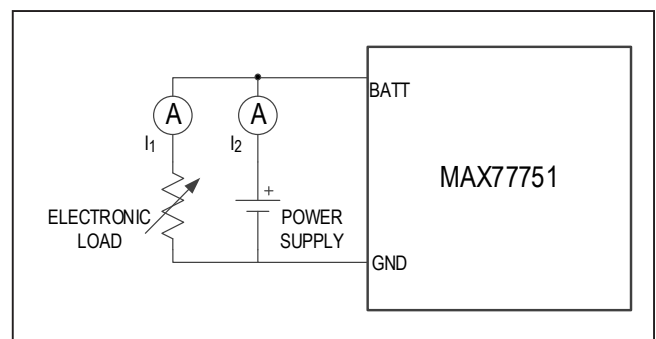 BATT
A
A
I1
I2
MAX77751
+
ELECTRONIC
LOAD
POWER
SUPPLY
GND